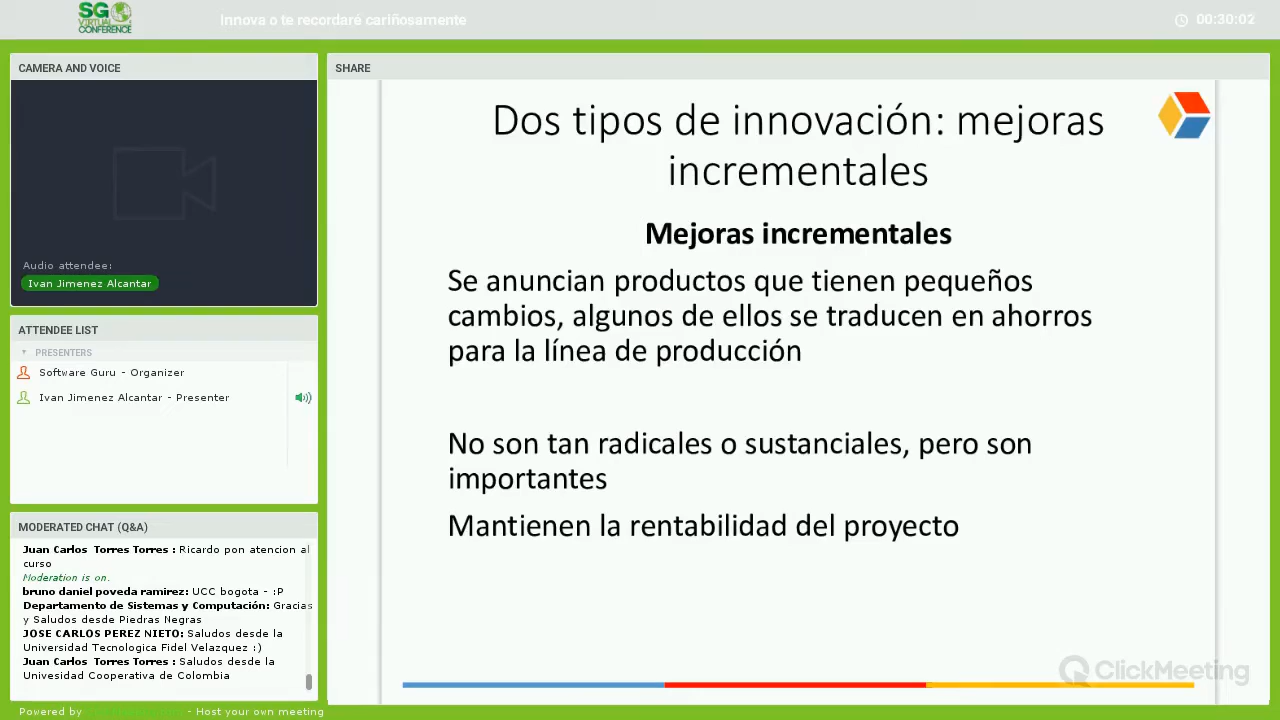 SG
VIRTUAL
CONFERENCE
Innova o te recordaré cariñosamente
00:30:02
CAMERA AND VOICE
Audio attendee:
Ivan Jimenez Alcantar
ATTENDEE LIST
PRESENTERS
Software Guru - Organizer
Ivan Jimenez Alcantar - Presenter
MODERATED CHAT (Q&A)
Juan Carlos Torres Torres : Ricardo pon atencion al
curso
Moderation is on.
bruno daniel poveda ramirez: UCC bogota - :P
Departamento de Sistemas y Computación: Gracias
y Saludos desde Piedras Negras
JOSE CARLOS PEREZ NIETO: Saludos desde la
Universidad Tecnologica Fidel Velazquez :)
Juan Carlos Torres Torres : Saludos desde la
Univesidad Cooperativa de Colombia
Powered by - Host your own meeting
SHARE
Dos tipos de innovación: mejoras
incrementales
Mejoras incrementales
Se anuncian productos que tienen pequeños
cambios, algunos de ellos se traducen en ahorros
para la línea de producción
No son tan radicales o sustanciales, pero son
importantes
Mantienen la rentabilidad del proyecto
ClickMeeting